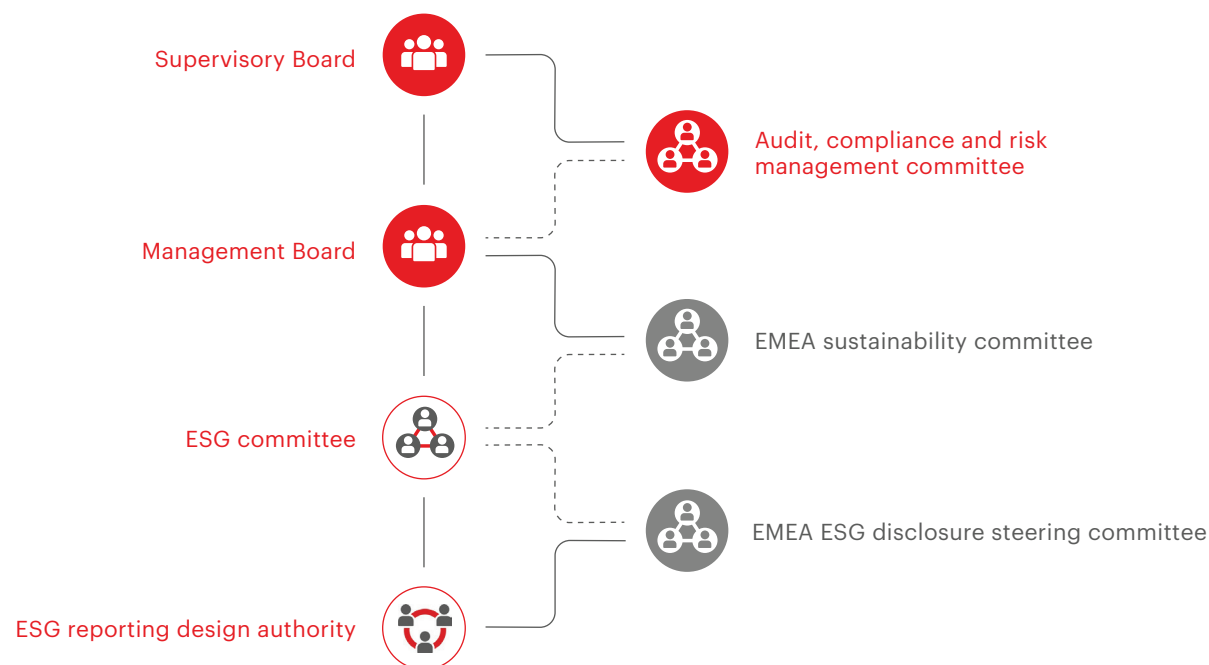 Supervisory Board
Audit, compliance and risk
management committee
Management Board
EMEA sustainability committee
ESG committee
EMEA ESG disclosure steering committee
ESG reporting design authority